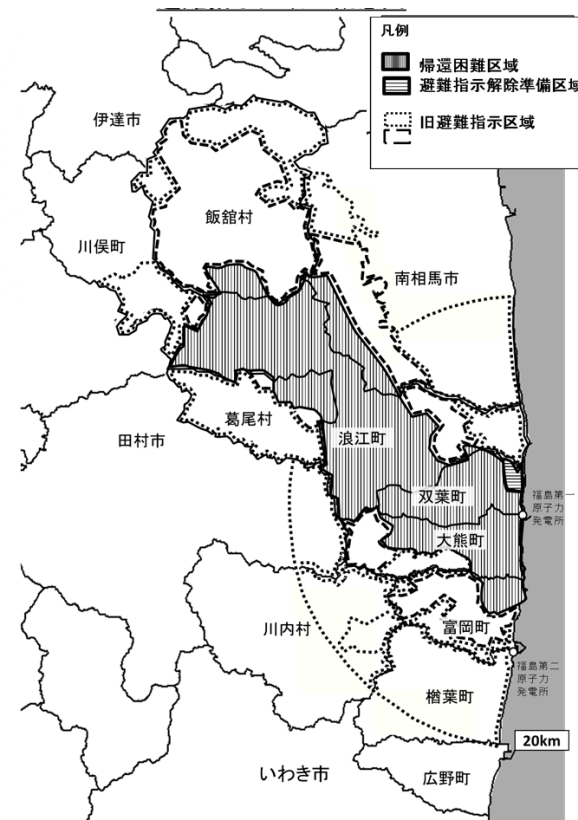 凡例
帰還困難区域
避難指示解除準備区域
旧避難指示区域
伊達市
飯舘村
川俣町
南相馬市
葛尾村
田村市
浪江町
双葉町
福島第一
原子力
発電所
大熊町
川内村
富岡町
福島第二
原子力
発電所
楢葉町
20km
いわき市
広野町